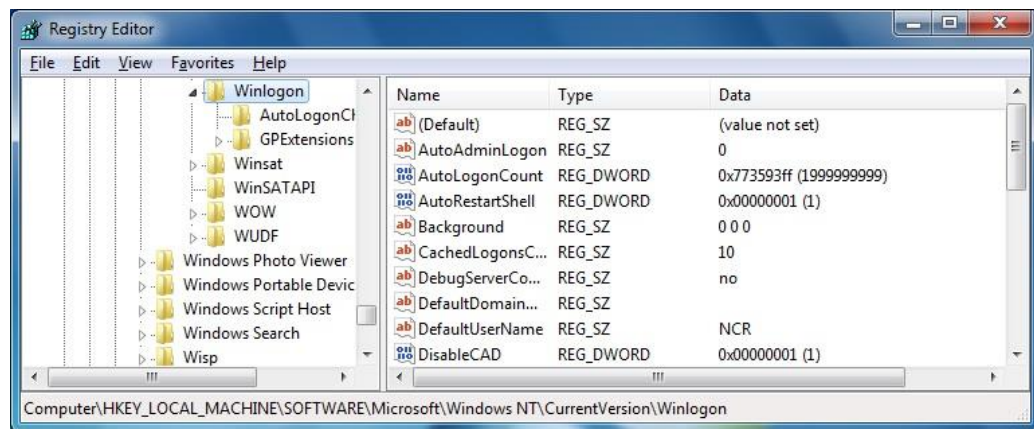 Registry Editor
File Edit View Favorites Help
Winlogon
AutoLogonCh
GPExtensions
Winsat
WinSATAPI
WOW
WUDF
Windows Photo Viewer
Windows Portable Devic
Windows Script Host
Windows Search
Wisp
Name Type Data
(Default) REG_SZ (value not set)
AutoAdminLogon REG_SZ 0
AutoLogonCount REG_DWORD 0x773593ff (1999999999)
AutoRestartShell REG_DWORD 0x00000001 (1)
Background REG_SZ 0 0 0
CachedLogonsC... REG_SZ 10
DebugServerCo... REG_SZ no
DefaultDomain... REG_SZ
DefaultUserName REG_SZ NCR
DisableCAD REG_DWORD 0x00000001 (1)
Computer\HKEY_LOCAL_MACHINE\SOFTWARE\Microsoft\Windows NT\CurrentVersion\Winlogon